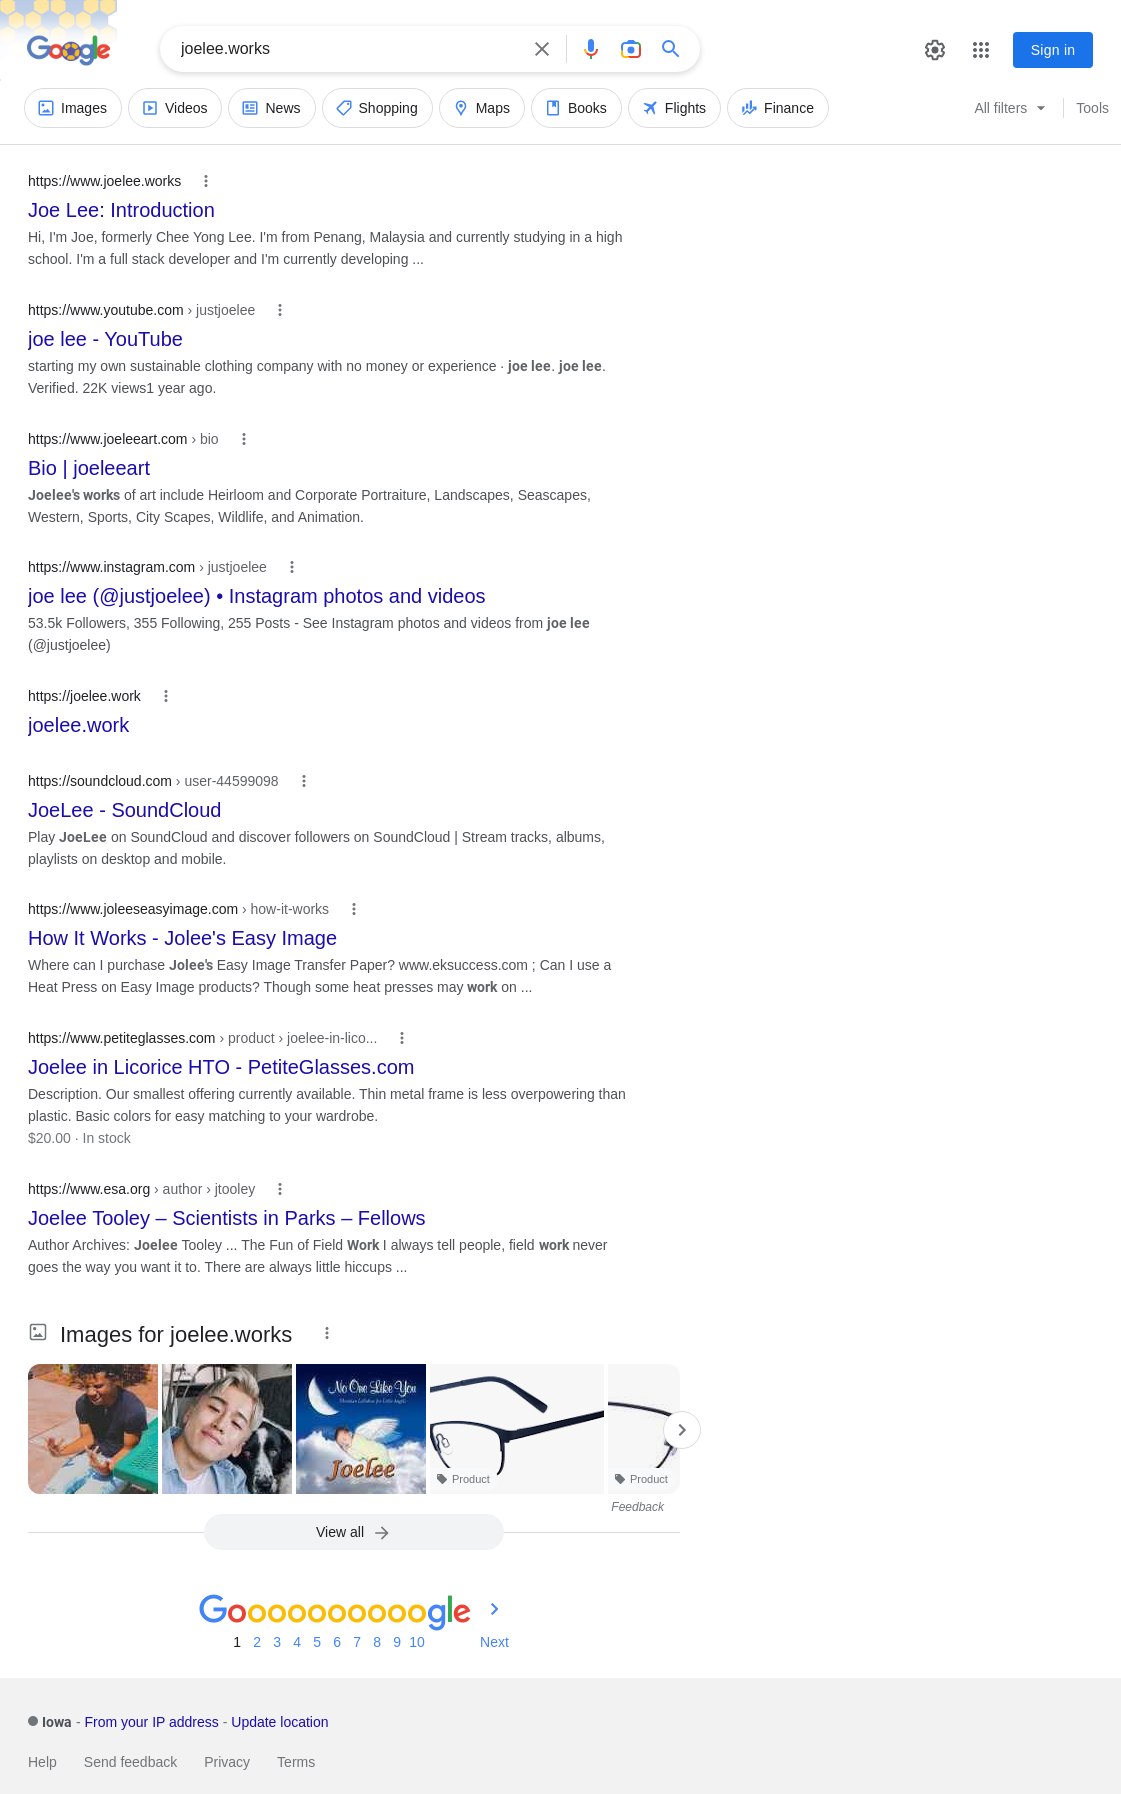 Google
joelee.works
Sign in
Images
Videos
News
Shopping
Maps
Books
Flights
Finance
All filters
Tools
https://www.joelee.works
Joe Lee: Introduction
Hi, I'm Joe, formerly Chee Yong Lee. I'm from Penang, Malaysia and currently studying in a high
school. I'm a full stack developer and I'm currently developing ...
https://www.youtube.com › justjoelee
joe lee - YouTube
starting my own sustainable clothing company with no money or experience · joe lee. joe lee.
Verified. 22K views1 year ago.
https://www.joeleeart.com › bio
Bio | joeleeart
Joelee's works of art include Heirloom and Corporate Portraiture, Landscapes, Seascapes,
Western, Sports, City Scapes, Wildlife, and Animation.
https://www.instagram.com › justjoelee
joe lee (@justjoelee) • Instagram photos and videos
53.5k Followers, 355 Following, 255 Posts - See Instagram photos and videos from joe lee
(@justjoelee)
https://joelee.work
joelee.work
https://soundcloud.com › user-44599098
JoeLee - SoundCloud
Play JoeLee on SoundCloud and discover followers on SoundCloud | Stream tracks, albums,
playlists on desktop and mobile.
https://www.joleeseasyimage.com › how-it-works
How It Works - Jolee's Easy Image
Where can I purchase Jolee's Easy Image Transfer Paper? www.eksuccess.com ; Can I use a
Heat Press on Easy Image products? Though some heat presses may work on ...
https://www.petiteglasses.com › product › joelee-in-lico...
Joelee in Licorice HTO - PetiteGlasses.com
Description. Our smallest offering currently available. Thin metal frame is less overpowering than
plastic. Basic colors for easy matching to your wardrobe.
$20.00 · In stock
https://www.esa.org › author › jtooley
Joelee Tooley – Scientists in Parks – Fellows
Author Archives: Joelee Tooley ... The Fun of Field Work I always tell people, field work never
goes the way you want it to. There are always little hiccups ...
Images for joelee.works
No One Like You
Joelee
Product
Product
Feedback
View all
Goooooooooogle
1 2 3 4 5 6 7 8 9 10 Next
Iowa - From your IP address - Update location
Help Send feedback Privacy Terms